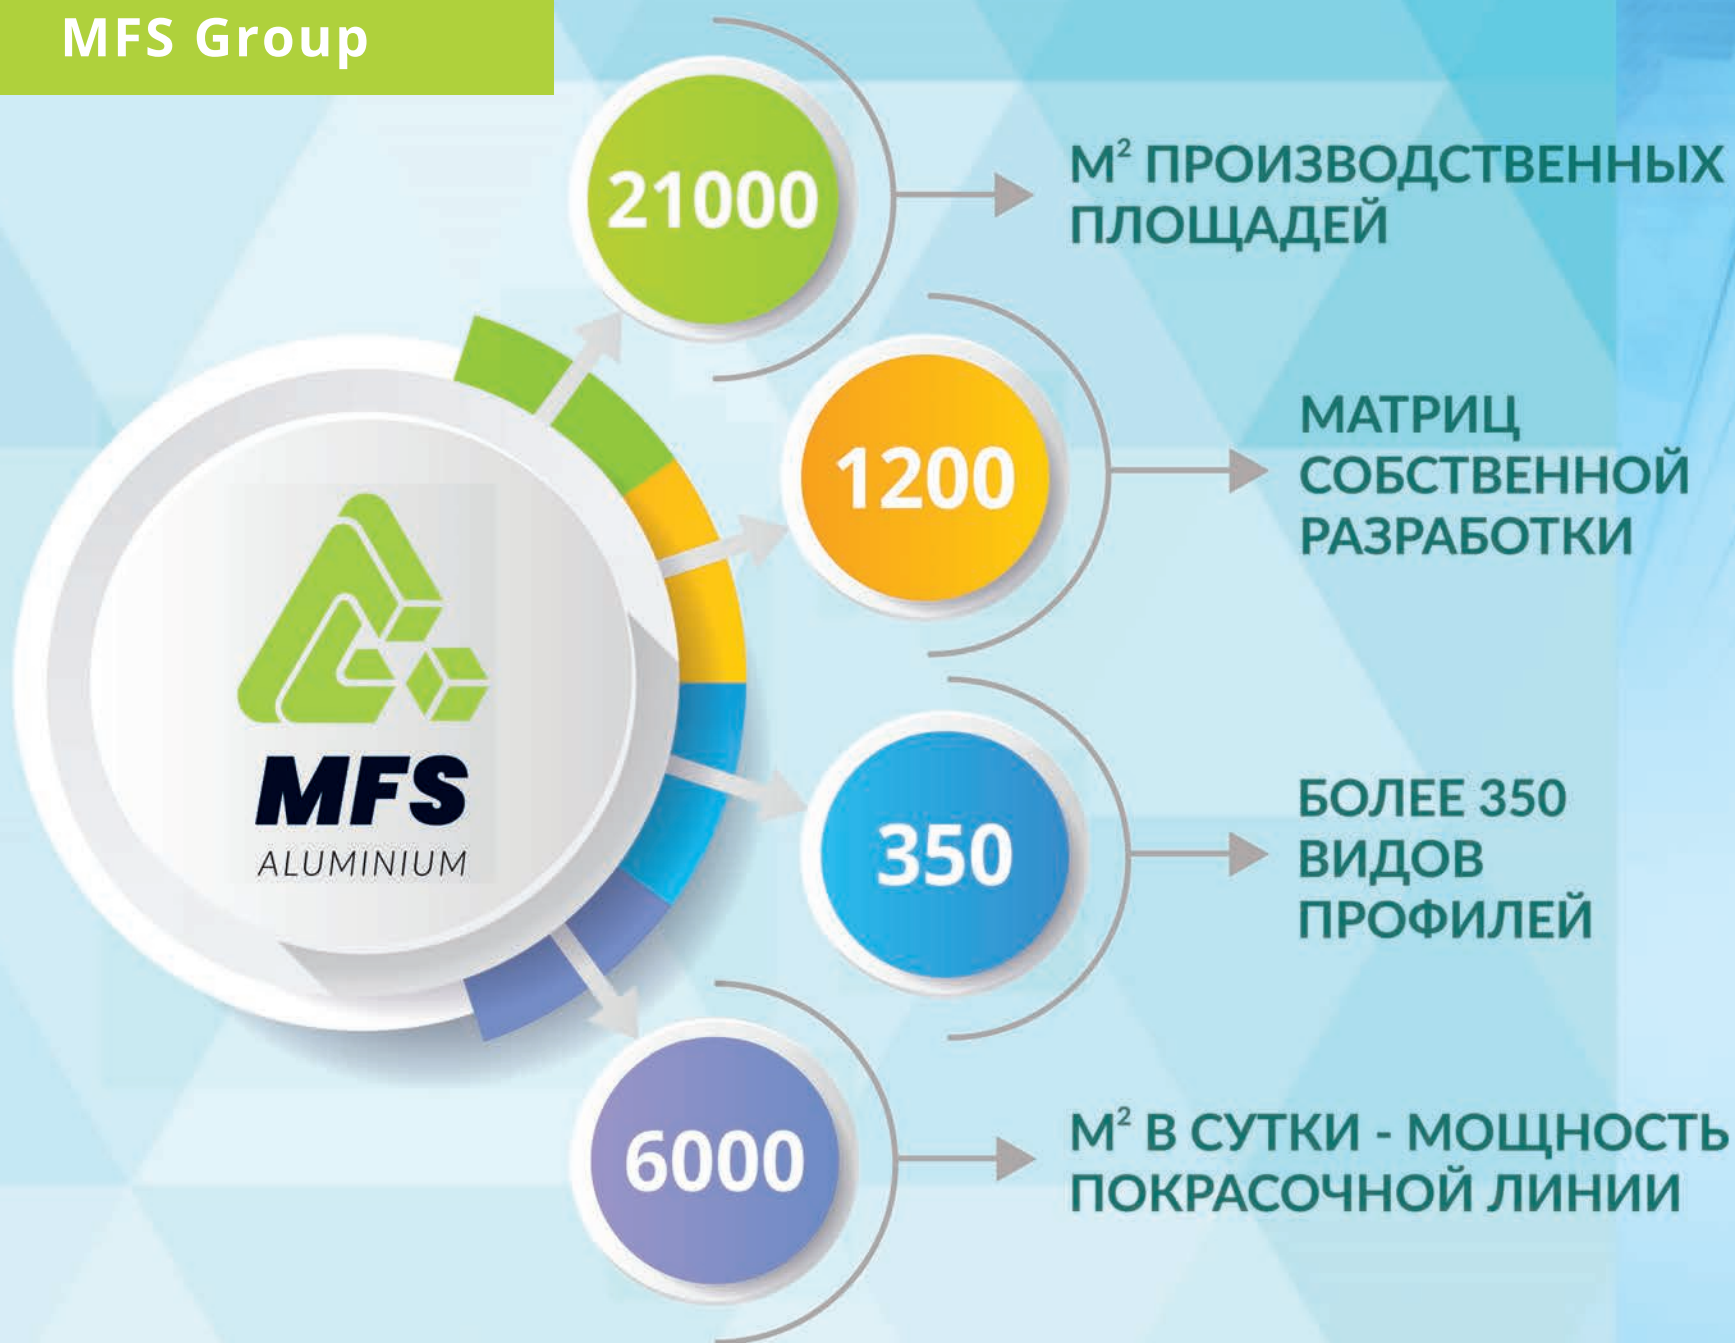 MFS Group
21000
М² ПРОИЗВОДСТВЕННЫХ
ПЛОЩАДЕЙ
1200
МАТРИЦ
СОБСТВЕННОЙ
РАЗРАБОТКИ
MFS
ALUMINIUM
350
БОЛЕЕ 350
ВИДОВ
ПРОФИЛЕЙ
6000
М² В СУТКИ - МОЩНОСТЬ
ПОКРАСОЧНОЙ ЛИНИИ